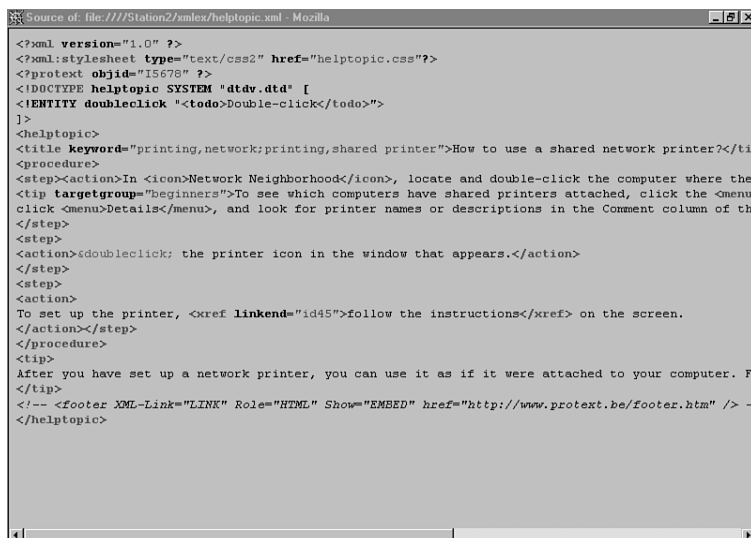 Source of: file:////Station2/xmlex/helptopic.xml - Mozilla
<?xml version="1.0" ?>
<?xml:stylesheet type="text/css2" href="helptopic.css"?>
<?protext objid="I5678" ?>
<!DOCTYPE helptopic SYSTEM "dtdv.dtd" [
<!ENTITY doubleclick "<todo>Double-click</todo>">
]>
<helptopic>
<title keyword="printing,network;printing,shared printer">How to use a shared network printer?</ti
<procedure>
<step><action>In <icon>Network Neighborhood</icon>, locate and double-click the computer where the
<tip targetgroup="beginners">To see which computers have shared printers attached, click the <menu
click <menu>Details</menu>, and look for printer names or descriptions in the Comment column of th
</step>
<step>
<action>&doubleclick; the printer icon in the window that appears.</action>
</step>
<step>
<action>
To set up the printer, <xref linkend="id45">follow the instructions</xref> on the screen.
</action></step>
</procedure>
<tip>
After you have set up a network printer, you can use it as if it were attached to your computer. F
</tip>
<!-- <footer XML-Link="LINK" Role="HTML" Show="EMBED" href="http://www.protext.be/footer.htm" /> -
</helptopic>